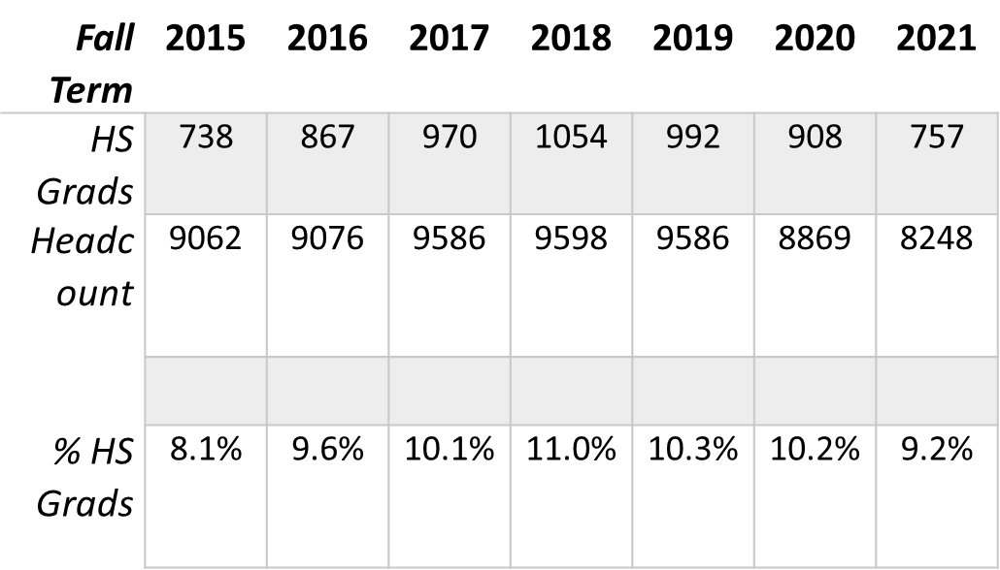 Fall 2015 2016 2017 2018 2019 2020 2021
Term
HS 738 867 970 1054 992 908 757
Grads
Headc 9062 9076 9586 9598 9586 8869 8248
ount
% HS 8.1% 9.6% 10.1% 11.0% 10.3% 10.2% 9.2%
Grads